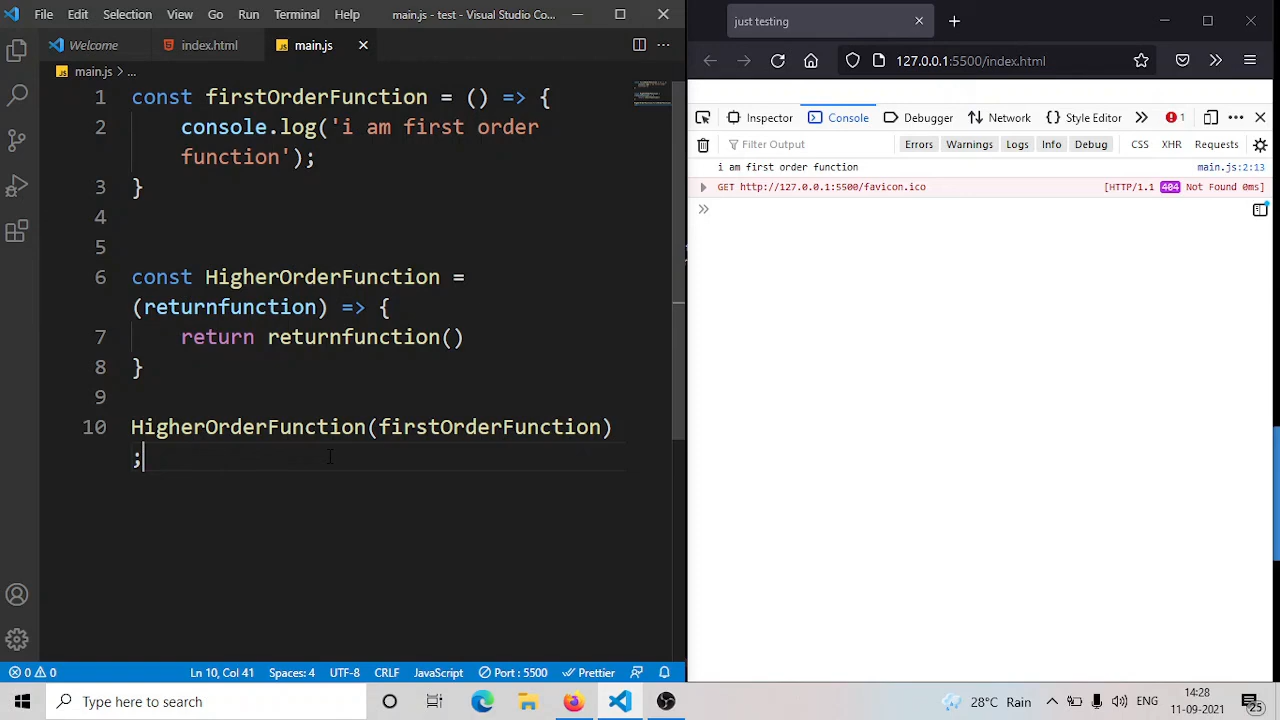 File Edit Selection View Go Run Terminal Help main.js - test - Visual Studio Co...
Welcome index.html JS main.js
JS main.js > ...
1 const firstOrderFunction = () => {
2 console.log('i am first order
function');
3 }
4
5
6 const HigherOrderFunction =
(returnfunction) => {
7 return returnfunction()
8 }
9
10 HigherOrderFunction(firstOrderFunction)
;
0 0 Ln 10, Col 41 Spaces: 4 UTF-8 CRLF JavaScript Port : 5500 Prettier
just testing
127.0.0.1:5500/index.html
Inspector Console Debugger Network Style Editor 1
Filter Output Errors Warnings Logs Info Debug CSS XHR Requests
i am first order function main.js:2:13
GET http://127.0.0.1:5500/favicon.ico [HTTP/1.1 404 Not Found 0ms]
Type here to search
28°C Rain ENG 14:28
11-09-2021
25